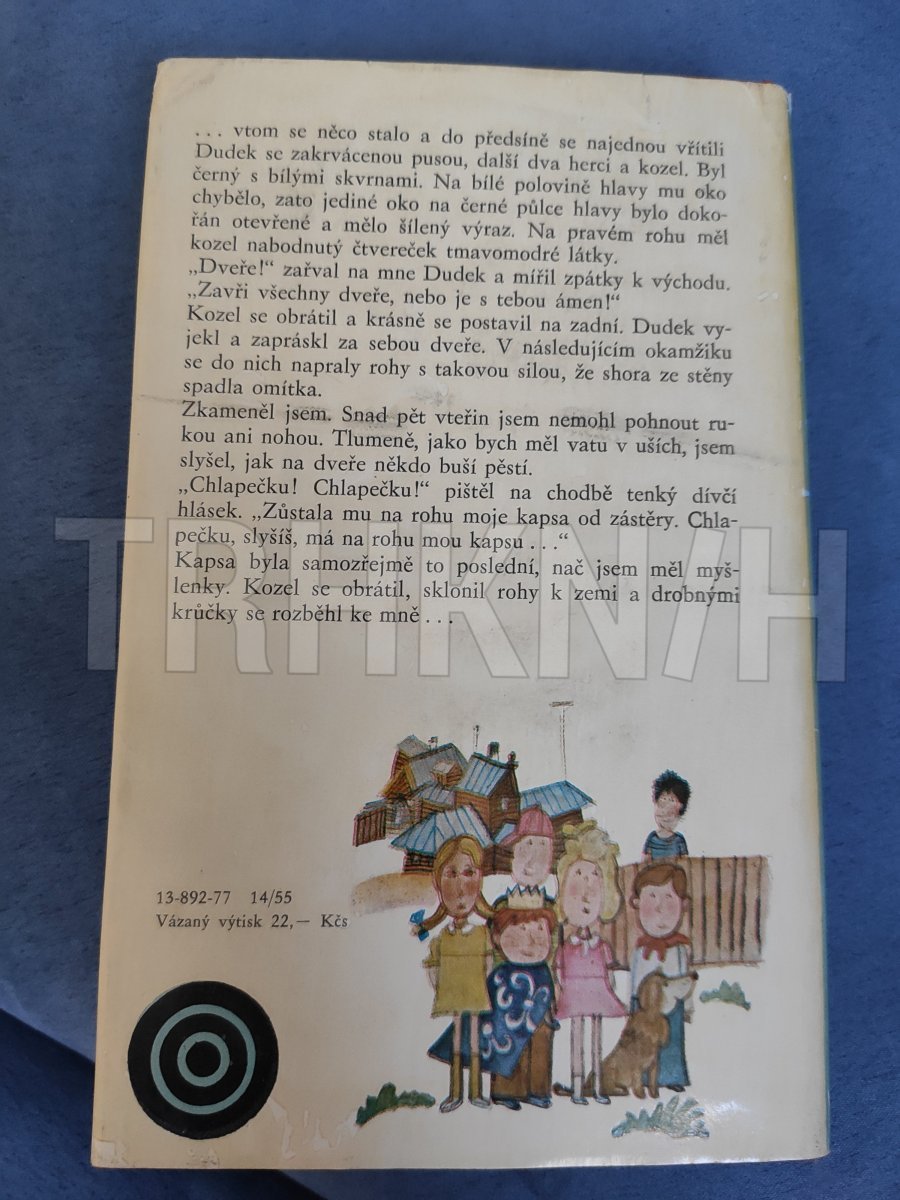 ... vtom se něco stalo a do předsíně se najednou vřítili
Dudek se zakrvácenou pusou, další dva herci a kozel. Byl
černý s bílými skvrnami. Na bílé polovině hlavy mu oko
chybělo, zato jediné oko na černé půlce hlavy bylo doko-
řán otevřené a mělo šílený výraz. Na pravém rohu měl
kozel nabodnutý čtvereček tmavomodré látky.
„Dveře!“ zařval na mne Dudek a mířil zpátky k východu.
„Zavři všechny dveře, nebo je s tebou ámen!“
Kozel se obrátil a krásně se postavil na zadní. Dudek vy-
jekl a zapráskl za sebou dveře. V následujícím okamžiku
se do nich napraly rohy s takovou silou, že shora ze stěny
spadla omítka.
Zkameněl jsem. Snad pět vteřin jsem nemohl pohnout ru-
kou ani nohou. Tlumeně, jako bych měl vatu v uších, jsem
slyšel, jak na dveře někdo buší pěstí.
„Chlapečku! Chlapečku!“ pištěl na chodbě tenký dívčí
hlásek. „Zůstala mu na rohu moje kapsa od zástěry. Chla-
pečku, slyšíš, má na rohu mou kapsu ...“
Kapsa byla samozřejmě to poslední, nač jsem měl myš-
lenky. Kozel se obrátil, sklonil rohy k zemi a drobnými
krůčky se rozběhl ke mně ...
TRHKNIH
13-892-77 14/55
Vázaný výtisk 22,— Kčs